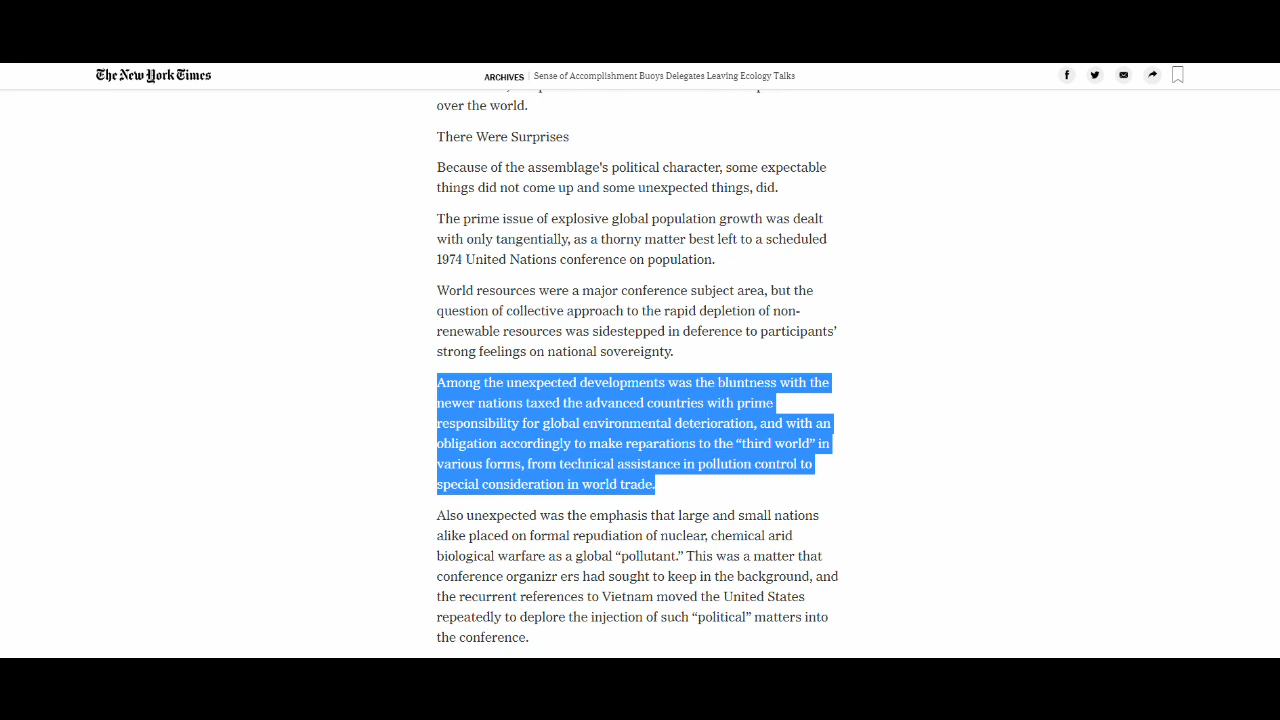 The New York Times
ARCHIVES | Sense of Accomplishment Buoys Delegates Leaving Ecology Talks
over the world.
There Were Surprises
Because of the assemblage's political character, some expectable
things did not come up and some unexpected things, did.
The prime issue of explosive global population growth was dealt
with only tangentially, as a thorny matter best left to a scheduled
1974 United Nations conference on population.
World resources were a major conference subject area, but the
question of collective approach to the rapid depletion of non-
renewable resources was sidestepped in deference to participants’
strong feelings on national sovereignty.
Among the unexpected developments was the bluntness with the
newer nations taxed the advanced countries with prime
responsibility for global environmental deterioration, and with an
obligation accordingly to make reparations to the “third world” in
various forms, from technical assistance in pollution control to
special consideration in world trade.
Also unexpected was the emphasis that large and small nations
alike placed on formal repudiation of nuclear, chemical arid
biological warfare as a global “pollutant.” This was a matter that
conference organizr ers had sought to keep in the background, and
the recurrent references to Vietnam moved the United States
repeatedly to deplore the injection of such “political” matters into
the conference.